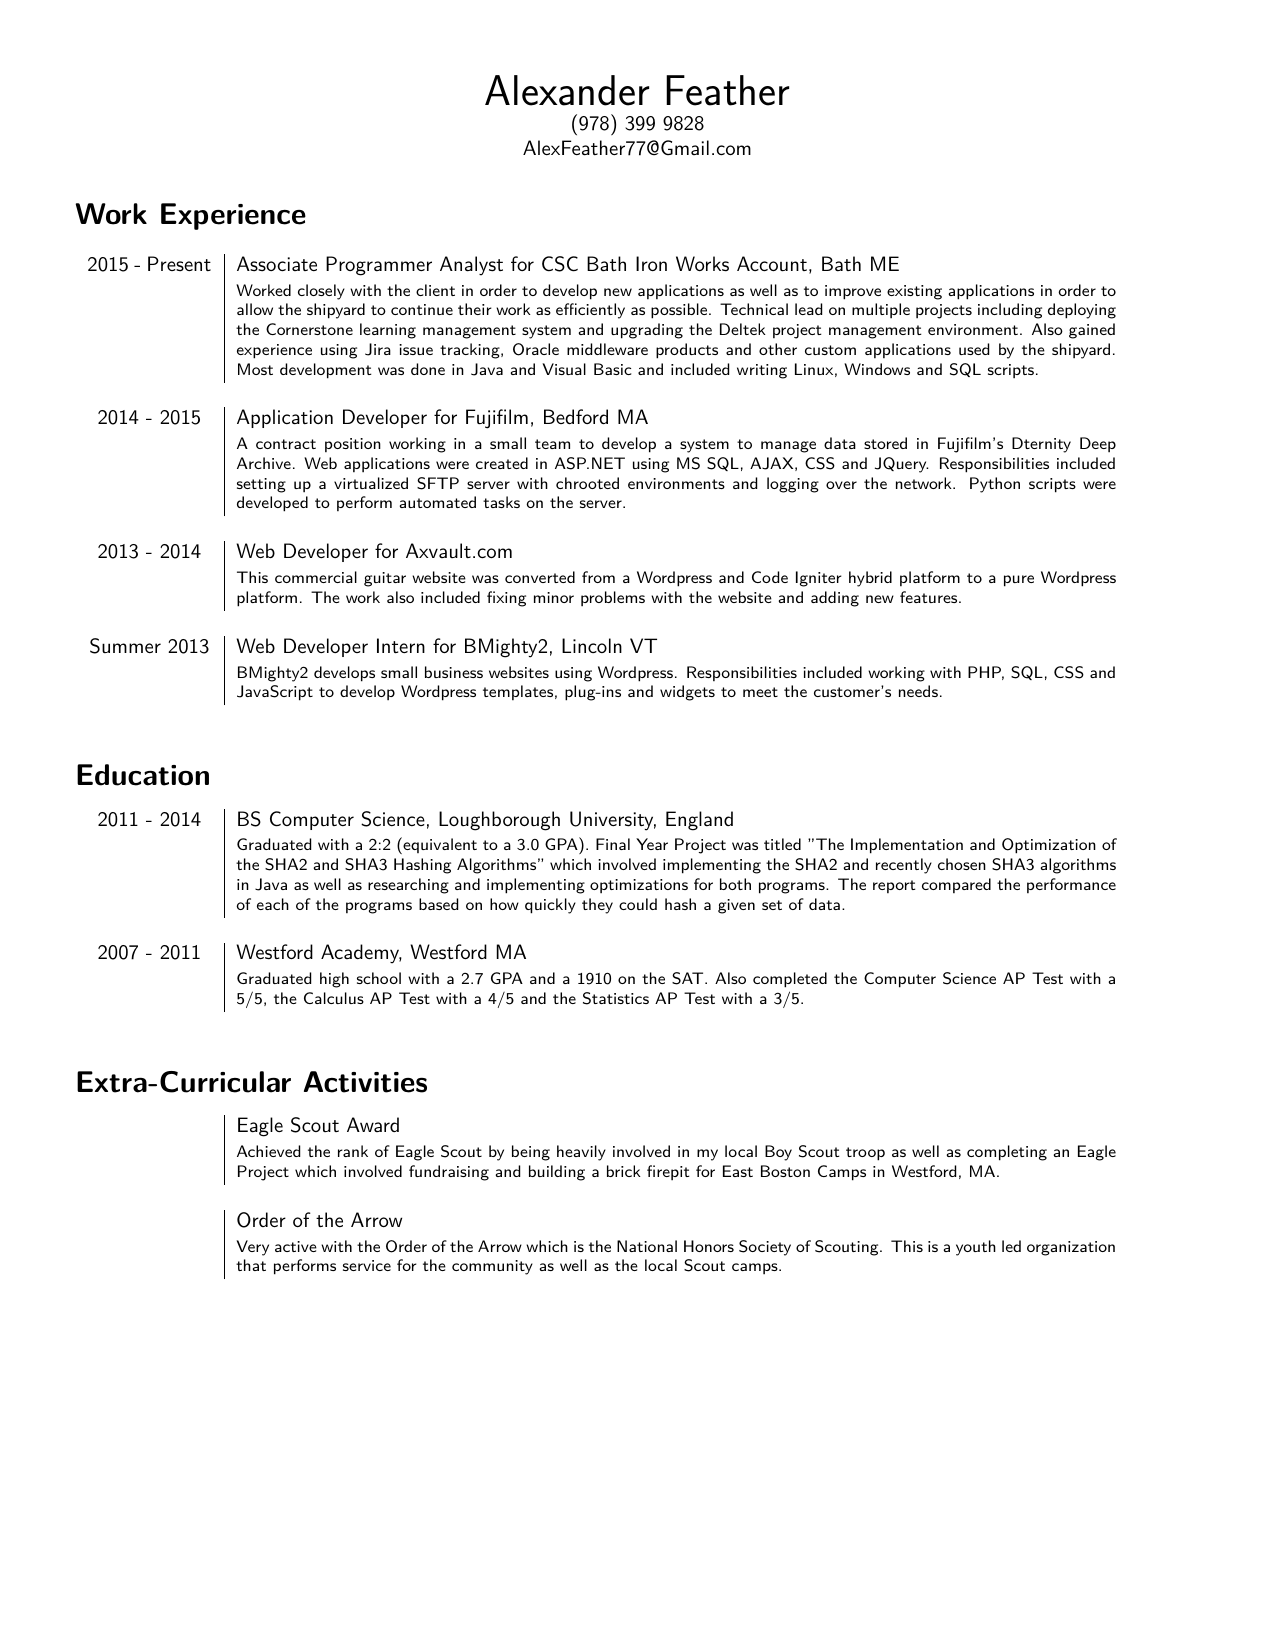 Alexander Feather
(978) 399 9828
AlexFeather77@Gmail.com
Work Experience
2015 - Present
Associate Programmer Analyst for CSC Bath Iron Works Account, Bath ME
Worked closely with the client in order to develop new applications as well as to improve existing applications in order to
allow the shipyard to continue their work as efficiently as possible. Technical lead on multiple projects including deploying
the Cornerstone learning management system and upgrading the Deltek project management environment. Also gained
experience using Jira issue tracking, Oracle middleware products and other custom applications used by the shipyard.
Most development was done in Java and Visual Basic and included writing Linux, Windows and SQL scripts.
2014 - 2015
Application Developer for Fujifilm, Bedford MA
A contract position working in a small team to develop a system to manage data stored in Fujifilm's Dternity Deep
Archive. Web applications were created in ASP.NET using MS SQL, AJAX, CSS and JQuery. Responsibilities included
setting up a virtualized SFTP server with chrooted environments and logging over the network. Python scripts were
developed to perform automated tasks on the server.
2013 - 2014
Web Developer for Axvault.com
This commercial guitar website was converted from a Wordpress and Code Igniter hybrid platform to a pure Wordpress
platform. The work also included fixing minor problems with the website and adding new features.
Summer 2013
Web Developer Intern for BMighty2, Lincoln VT
BMighty2 develops small business websites using Wordpress. Responsibilities included working with PHP, SQL, CSS and
JavaScript to develop Wordpress templates, plug-ins and widgets to meet the customer's needs.
Education
2011 - 2014
BS Computer Science, Loughborough University, England
Graduated with a 2:2 (equivalent to a 3.0 GPA). Final Year Project was titled "The Implementation and Optimization of
the SHA2 and SHA3 Hashing Algorithms" which involved implementing the SHA2 and recently chosen SHA3 algorithms
in Java as well as researching and implementing optimizations for both programs. The report compared the performance
of each of the programs based on how quickly they could hash a given set of data.
2007 - 2011
Westford Academy, Westford MA
Graduated high school with a 2.7 GPA and a 1910 on the SAT. Also completed the Computer Science AP Test with a
5/5, the Calculus AP Test with a 4/5 and the Statistics AP Test with a 3/5.
Extra-Curricular Activities
Eagle Scout Award
Achieved the rank of Eagle Scout by being heavily involved in my local Boy Scout troop as well as completing an Eagle
Project which involved fundraising and building a brick firepit for East Boston Camps in Westford, MA.
Order of the Arrow
Very active with the Order of the Arrow which is the National Honors Society of Scouting. This is a youth led organization
that performs service for the community as well as the local Scout camps.